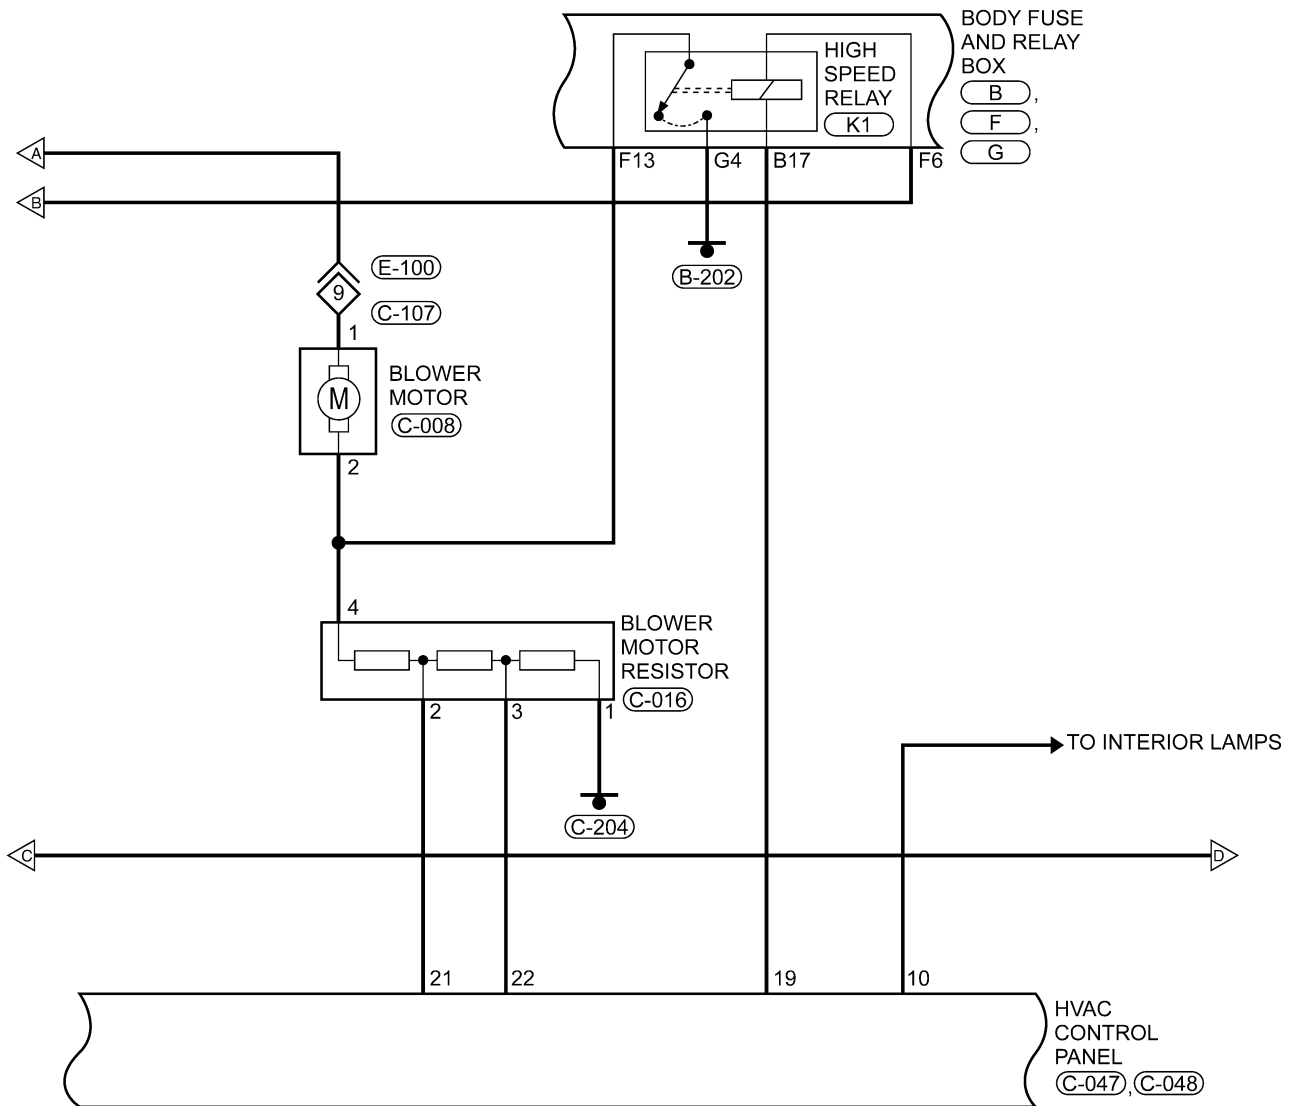 BODY FUSE
AND RELAY
BOX
B,
F,
G
HIGH
SPEED
RELAY
K1
F13
G4
B17
F6
A
B
B-202
E-100
9
C-107
1
M
BLOWER
MOTOR
C-008
2
4
BLOWER
MOTOR
RESISTOR
C-016
2
3
1
C-204
TO INTERIOR LAMPS
C
D
21
22
19
10
HVAC
CONTROL
PANEL
C-047, C-048